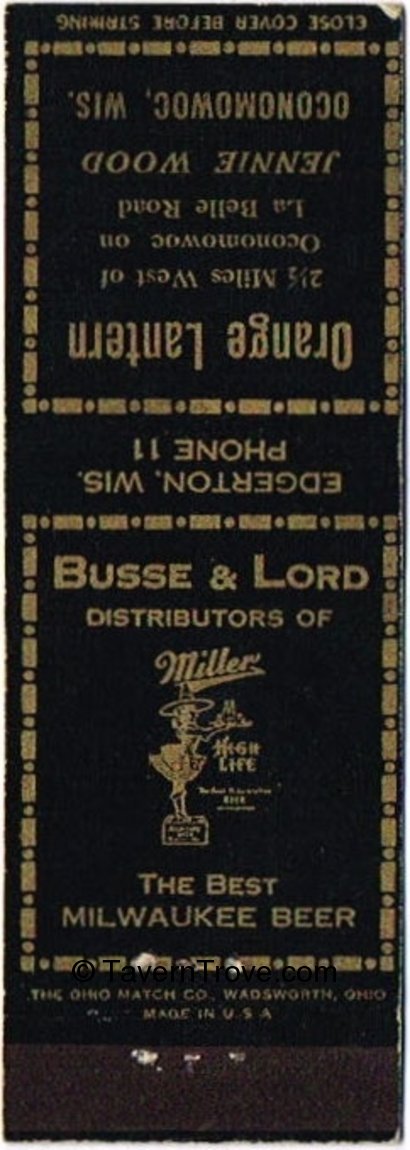 CLOSE COVER BEFORE STRIKING
Orange Lantern
2½ Miles West of
Oconomowoc on
La Belle Road
JENNIE WOOD
OCONOMOWOC, WIS.
EDGERTON, WIS.
PHONE 11
BUSSE & LORD
DISTRIBUTORS OF
Miller
HIGH
LIFE
THE BEST
MILWAUKEE BEER
© TavernTrove.com
THE OHIO MATCH CO., WADSWORTH, OHIO
MADE IN U.S.A